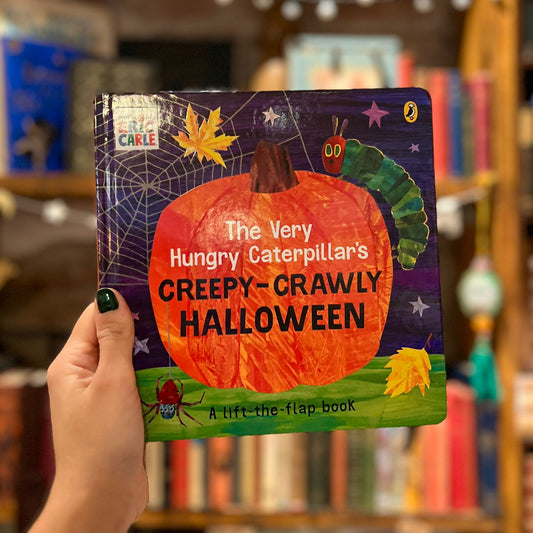 ERIC
CARLE
The Very
Hungry Caterpillar's
CREEPY-CRAWLY
HALLOWEEN
A lift-the-flap book